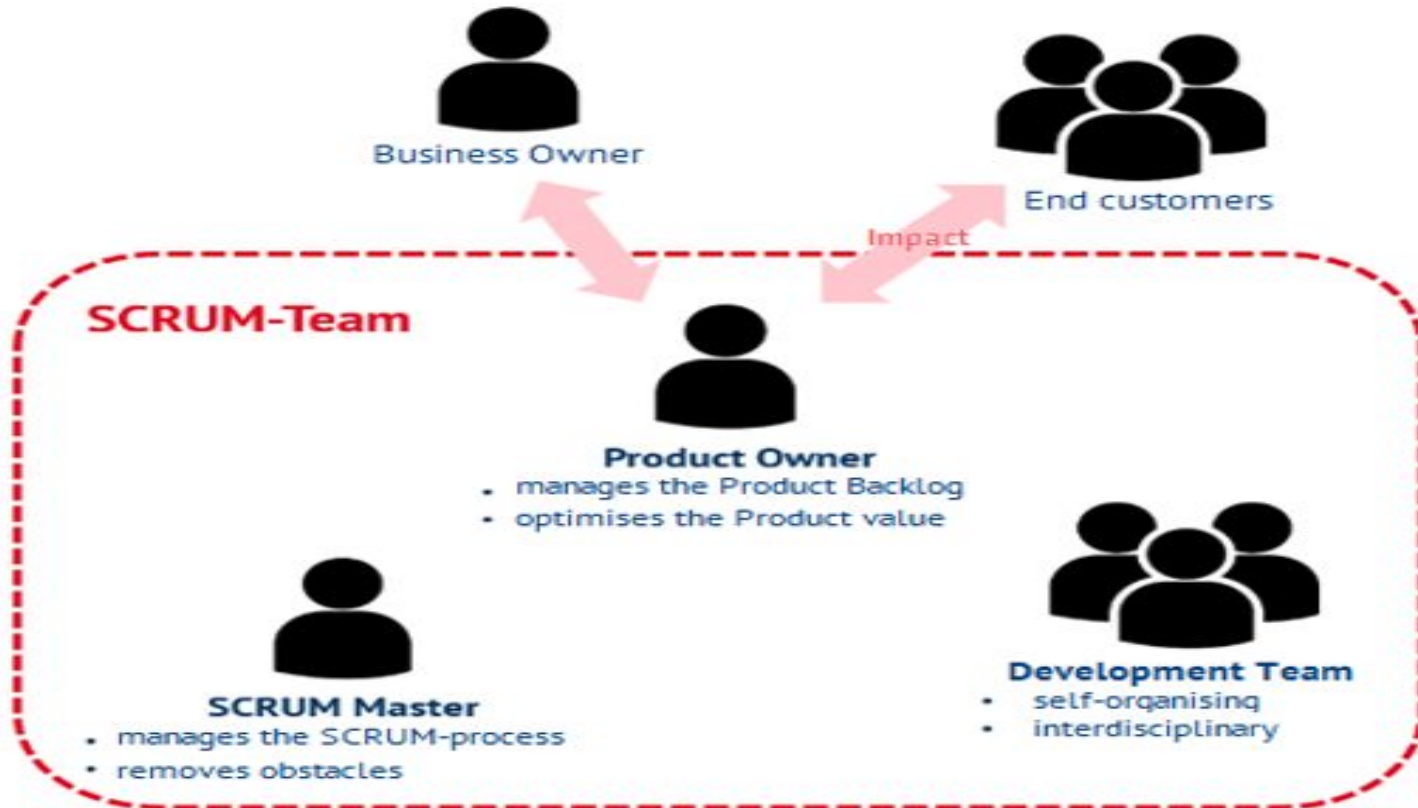 Business Owner
End customers
Impact
SCRUM-Team
Product Owner
• manages the Product Backlog
• optimises the Product value
SCRUM Master
• manages the SCRUM-process
• removes obstacles
Development Team
• self-organising
• interdisciplinary